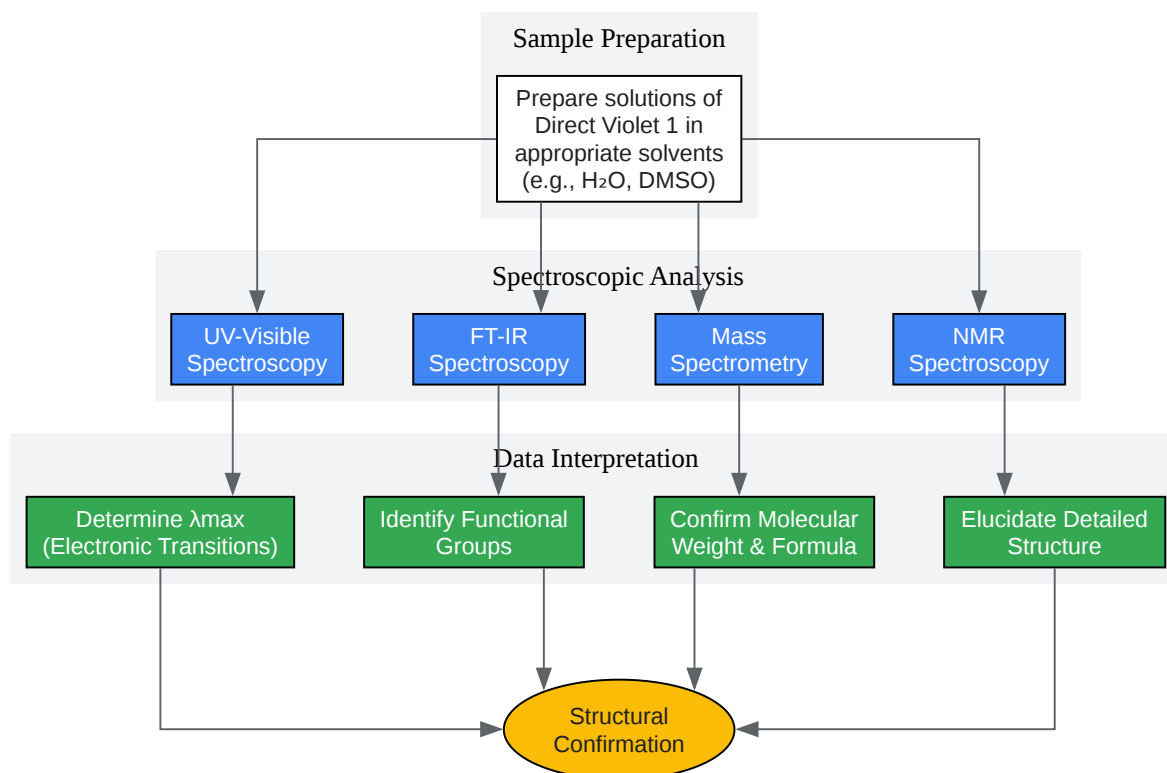 Sample Preparation
Prepare solutions of
Direct Violet 1 in
appropriate solvents
(e.g., H₂O, DMSO)
Spectroscopic Analysis
UV-Visible
Spectroscopy
FT-IR
Spectroscopy
Mass
Spectrometry
NMR
Spectroscopy
Data Interpretation
Determine λmax
(Electronic Transitions)
Identify Functional
Groups
Confirm Molecular
Weight & Formula
Elucidate Detailed
Structure
Structural
Confirmation